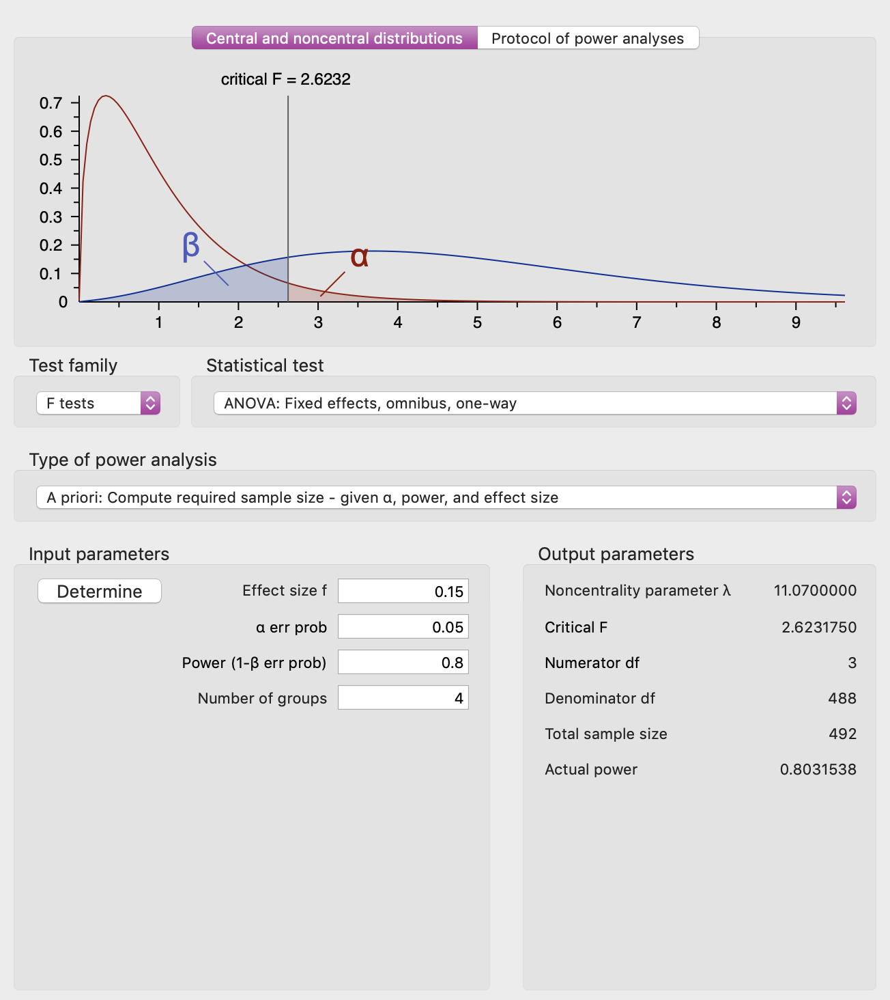 Central and noncentral distributions
Protocol of power analyses
critical F = 2.6232
0.7
0.6
0.5
0.4
0.3
0.2
0.1
0
β
α
1 2 3 4 5 6 7 8 9
Test family
Statistical test
F tests
ANOVA: Fixed effects, omnibus, one-way
Type of power analysis
A priori: Compute required sample size - given α, power, and effect size
Input parameters
Determine
Effect size f 0.15
α err prob 0.05
Power (1-β err prob) 0.8
Number of groups 4
Output parameters
Noncentrality parameter λ 11.0700000
Critical F 2.6231750
Numerator df 3
Denominator df 488
Total sample size 492
Actual power 0.8031538